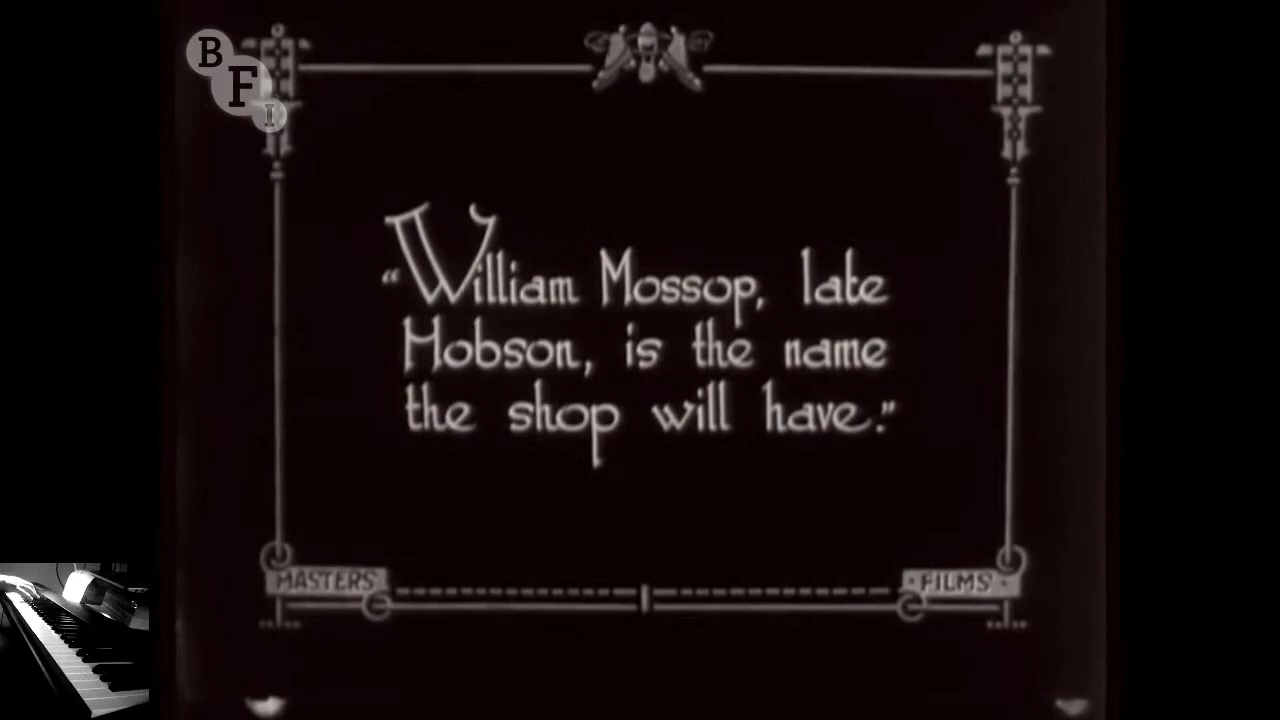 B
F
I
“William Mossop, late
Hobson, is the name
the shop will have.”
MASTERS
· FILMS ·